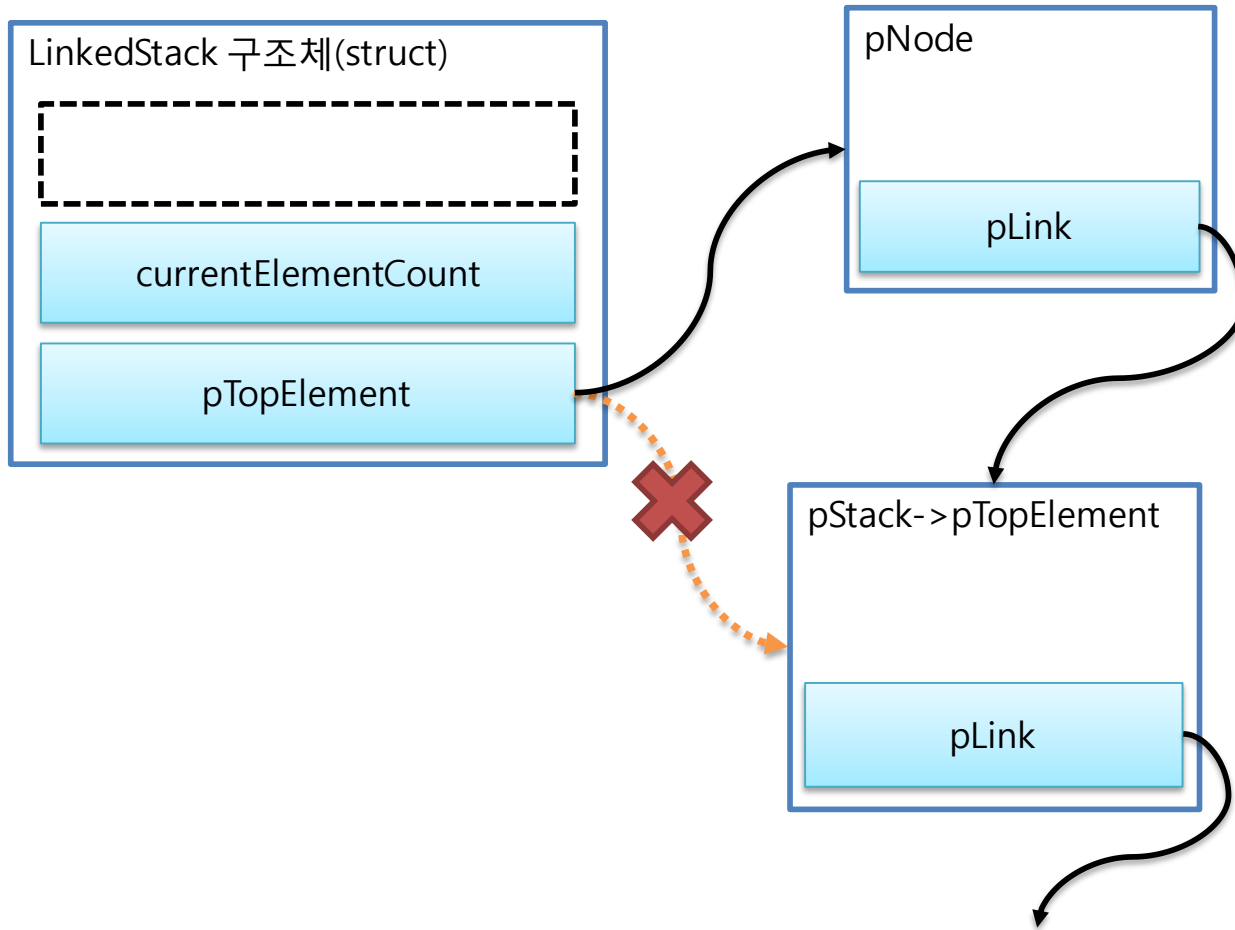 LinkedStack 구조체(struct)
currentElementCount
pTopElement
pNode
pLink
pStack->pTopElement
pLink